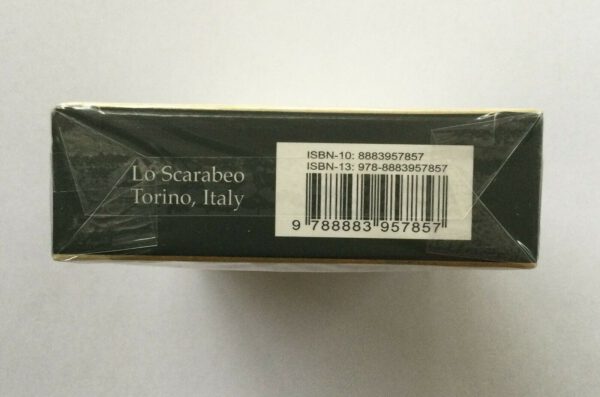 Lo Scarabeo
Torino, Italy
ISBN-10: 8883957857
ISBN-13: 978-8883957857
9 788883 957857